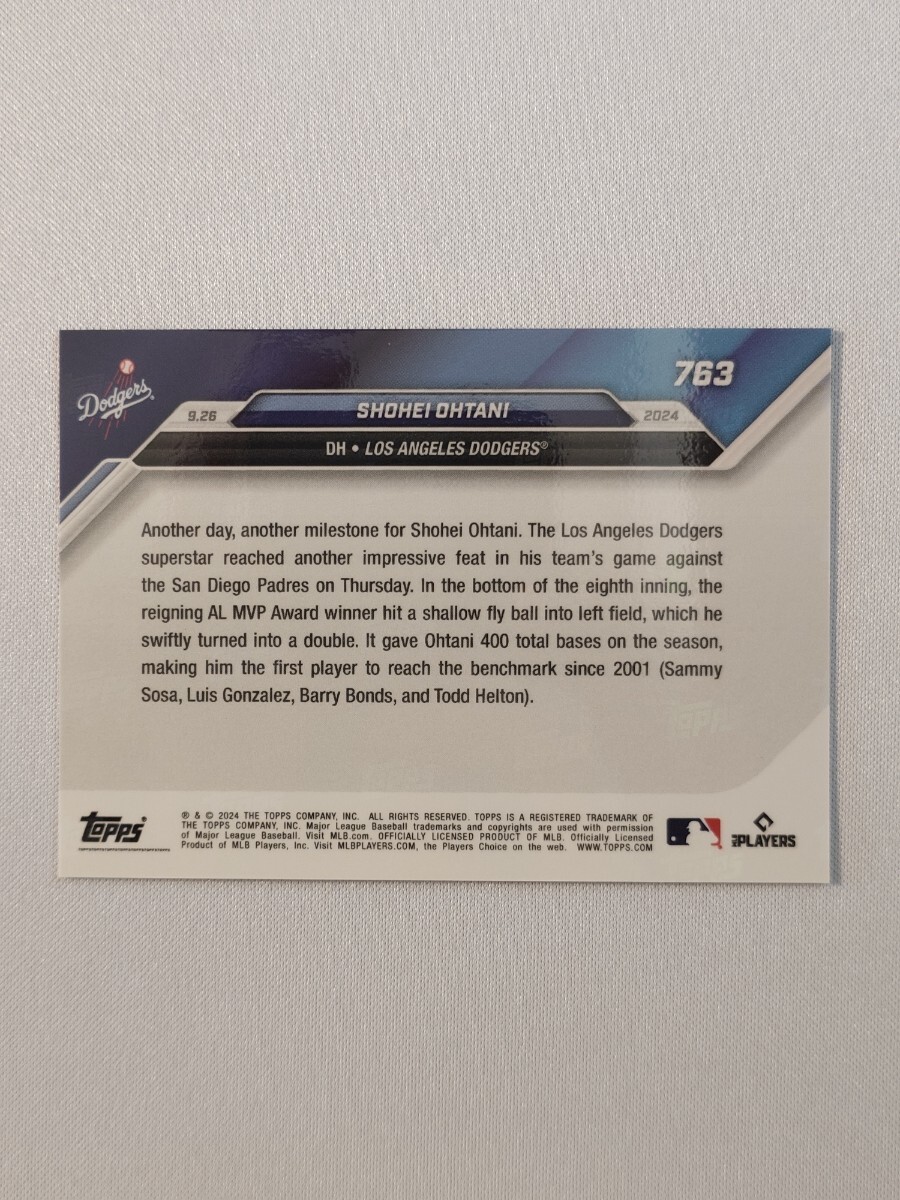 Dodgers
763
9.26
SHOHEI OHTANI
2024
DH • LOS ANGELES DODGERS®
Another day, another milestone for Shohei Ohtani. The Los Angeles Dodgers
superstar reached another impressive feat in his team's game against
the San Diego Padres on Thursday. In the bottom of the eighth inning, the
reigning AL MVP Award winner hit a shallow fly ball into left field, which he
swiftly turned into a double. It gave Ohtani 400 total bases on the season,
making him the first player to reach the benchmark since 2001 (Sammy
Sosa, Luis Gonzalez, Barry Bonds, and Todd Helton).
topps
® & © 2024 THE TOPPS COMPANY, INC. ALL RIGHTS RESERVED. TOPPS IS A REGISTERED TRADEMARK OF
THE TOPPS COMPANY, INC. Major League Baseball trademarks and copyrights are used with permission
of Major League Baseball. Visit MLB.com. OFFICIALLY LICENSED PRODUCT OF MLB. Officially Licensed
Product of MLB Players, Inc. Visit MLBPLAYERS.COM, the Players Choice on the web. WWW.TOPPS.COM
PLAYERS